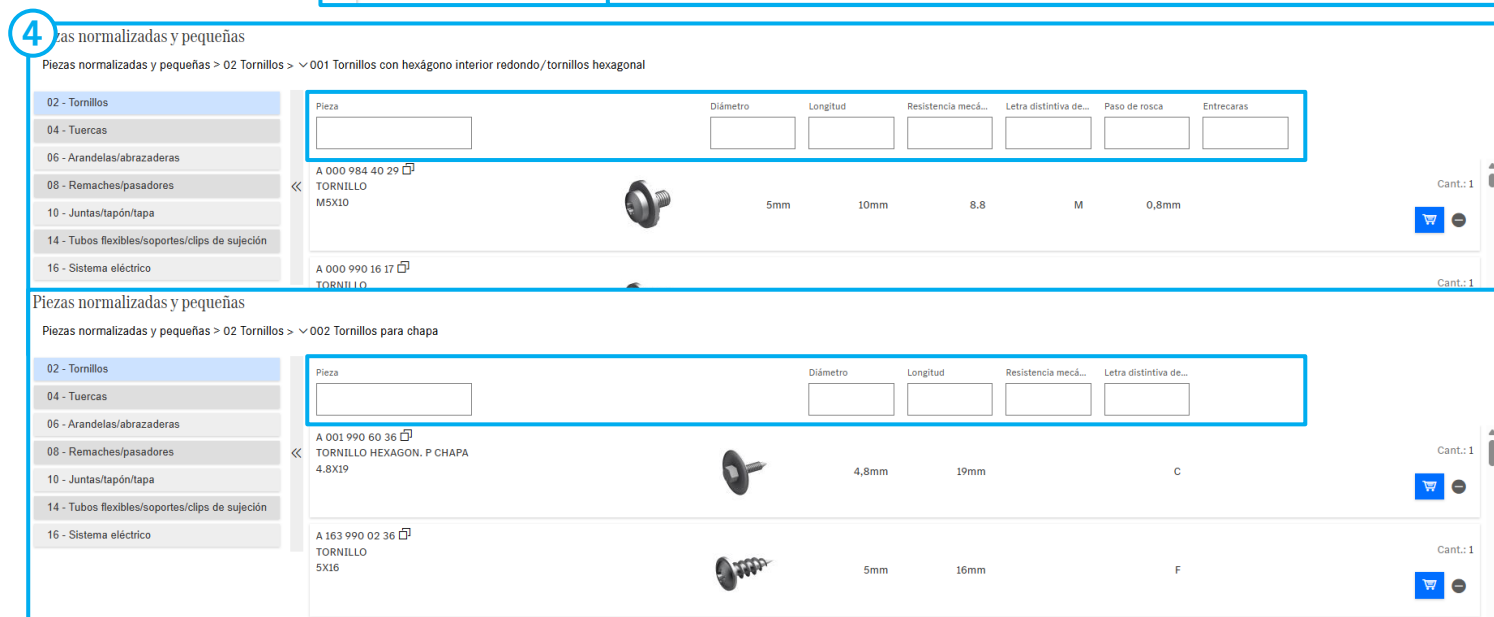 4
zas normalizadas y pequeñas
Piezas normalizadas y pequeñas > 02 Tornillos > 001 Tornillos con hexágono interior redondo/tornillos hexagonal
02 - Tornillos
04 - Tuercas
06 - Arandelas/abrazaderas
08 - Remaches/pasadores
10 - Juntas/tapón/tapa
14 - Tubos flexibles/soportes/clips de sujeción
16 - Sistema eléctrico
Pieza Diámetro Longitud Resistencia mecá... Letra distintiva de... Paso de rosca Entrecaras
A 000 984 40 29
TORNILLO
M5X10
5mm 10mm 8.8 M 0,8mm
Cant.: 1
A 000 990 16 17
TORNILLO
Cant.: 1
Piezas normalizadas y pequeñas
Piezas normalizadas y pequeñas > 02 Tornillos > 002 Tornillos para chapa
02 - Tornillos
04 - Tuercas
06 - Arandelas/abrazaderas
08 - Remaches/pasadores
10 - Juntas/tapón/tapa
14 - Tubos flexibles/soportes/clips de sujeción
16 - Sistema eléctrico
Pieza Diámetro Longitud Resistencia mecá... Letra distintiva de...
A 001 990 60 36
TORNILLO HEXAGON. P CHAPA
4.8X19
4,8mm 19mm C
Cant.: 1
A 163 990 02 36
TORNILLO
5X16
5mm 16mm F
Cant.: 1